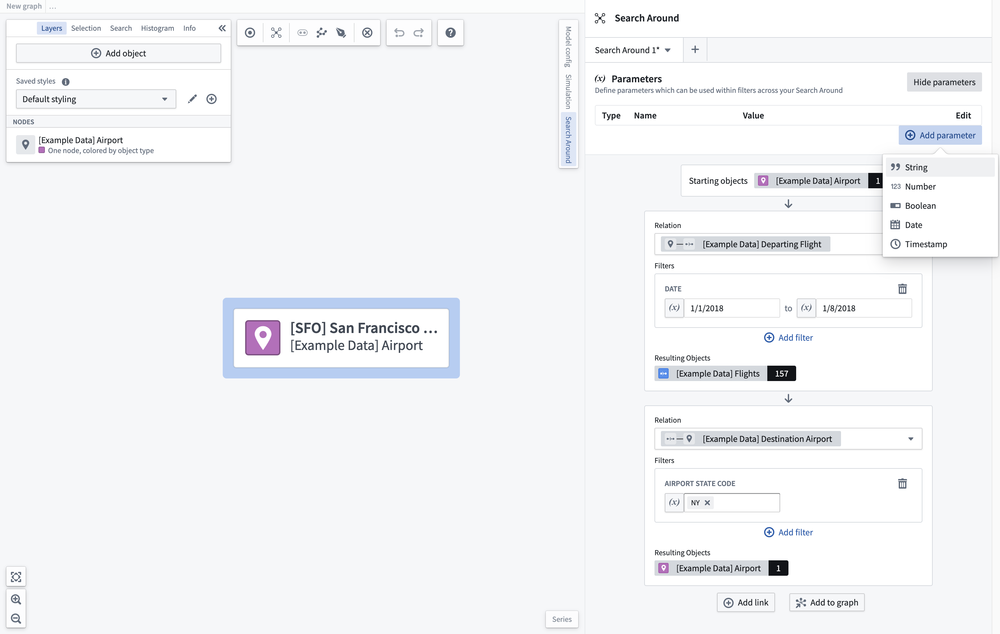 New graph
...
Layers
Selection
Search
Histogram
Info
Add object
Saved styles
Default styling
NODES
[Example Data] Airport
One node, colored by object type
Model config
Simulation
Search Around
[SFO] San Francisco ...
[Example Data] Airport
Series
Search Around
Search Around 1*
(x) Parameters
Define parameters which can be used within filters across your Search Around
Hide parameters
Type Name Value Edit
Add parameter
String
123 Number
Boolean
Date
Timestamp
Starting objects [Example Data] Airport 1
Relation
[Example Data] Departing Flight
Filters
DATE
(x) 1/1/2018 to (x) 1/8/2018
Add filter
Resulting Objects
[Example Data] Flights 157
Relation
[Example Data] Destination Airport
Filters
AIRPORT STATE CODE
(x) NY
Add filter
Resulting Objects
[Example Data] Airport 1
Add link
Add to graph